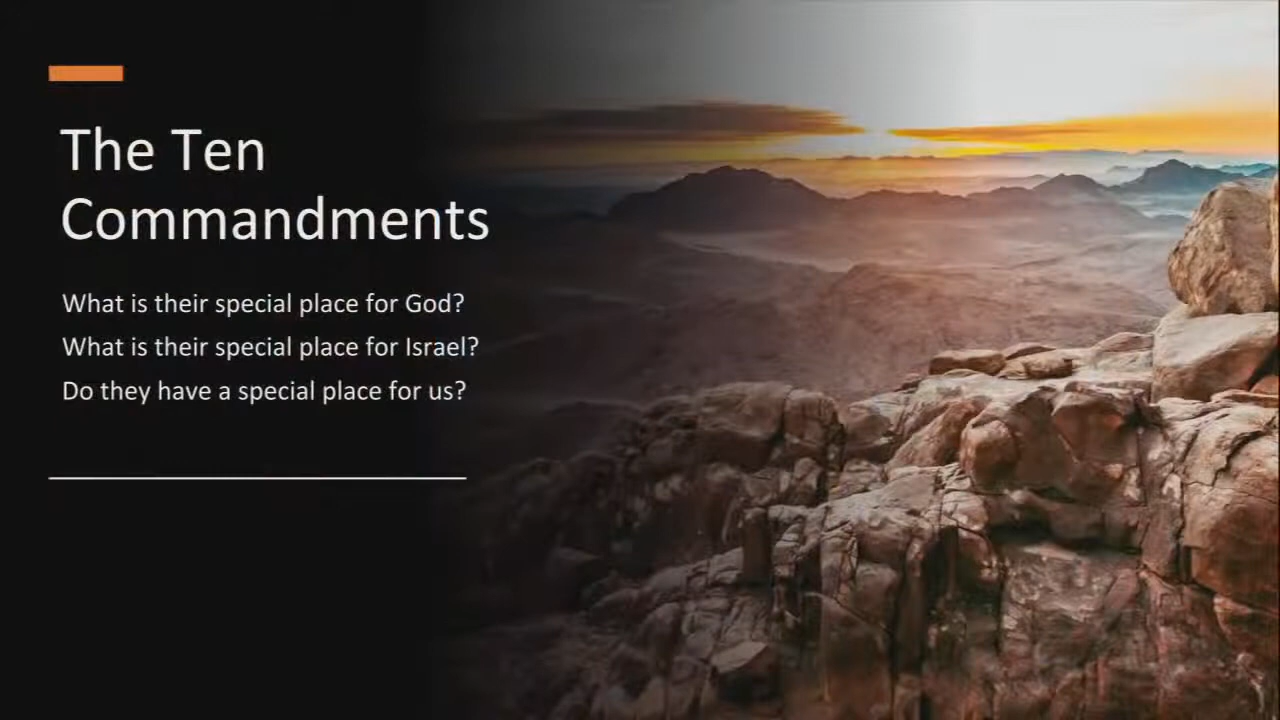 The Ten
Commandments
What is their special place for God?
What is their special place for Israel?
Do they have a special place for us?